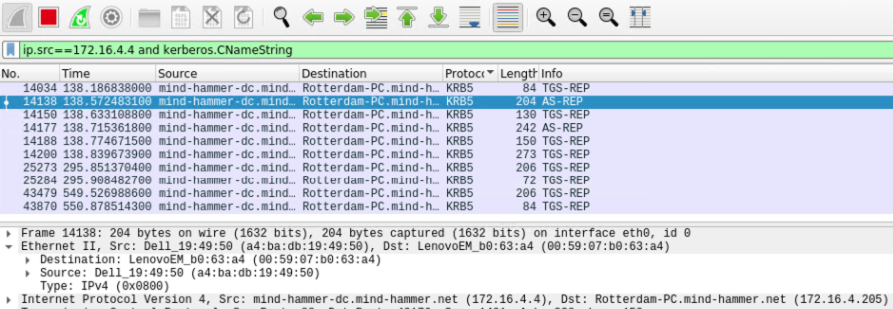 ip.src==172.16.4.4 and kerberos.CNameString
No. Time Source Destination Protocc Length Info
14034 138.186838000 mind-hammer-dc.mind… Rotterdam-PC.mind-h… KRB5 84 TGS-REP
14138 138.572483100 mind-hammer-dc.mind… Rotterdam-PC.mind-h… KRB5 204 AS-REP
14150 138.633108800 mind-hammer-dc.mind… Rotterdam-PC.mind-h… KRB5 130 TGS-REP
14177 138.715361800 mind-hammer-dc.mind… Rotterdam-PC.mind-h… KRB5 242 AS-REP
14188 138.774671500 mind-hammer-dc.mind… Rotterdam-PC.mind-h… KRB5 150 TGS-REP
14200 138.839673900 mind-hammer-dc.mind… Rotterdam-PC.mind-h… KRB5 273 TGS-REP
25273 295.851370400 mind-hammer-dc.mind… Rotterdam-PC.mind-h… KRB5 206 TGS-REP
25284 295.908482700 mind-hammer-dc.mind… Rotterdam-PC.mind-h… KRB5 72 TGS-REP
43479 549.526988600 mind-hammer-dc.mind… Rotterdam-PC.mind-h… KRB5 206 TGS-REP
43870 550.878514300 mind-hammer-dc.mind… Rotterdam-PC.mind-h… KRB5 84 TGS-REP
Frame 14138: 204 bytes on wire (1632 bits), 204 bytes captured (1632 bits) on interface eth0, id 0
Ethernet II, Src: Dell_19:49:50 (a4:ba:db:19:49:50), Dst: LenovoEM_b0:63:a4 (00:59:07:b0:63:a4)
Destination: LenovoEM_b0:63:a4 (00:59:07:b0:63:a4)
Source: Dell_19:49:50 (a4:ba:db:19:49:50)
Type: IPv4 (0x0800)
Internet Protocol Version 4, Src: mind-hammer-dc.mind-hammer.net (172.16.4.4), Dst: Rotterdam-PC.mind-hammer.net (172.16.4.205)